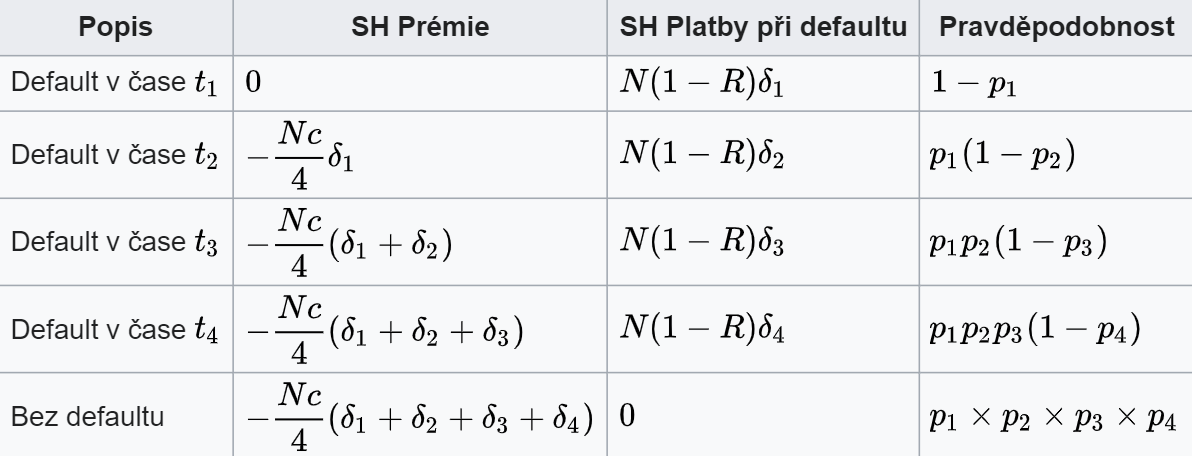 Popis SH Prémie SH Platby při defaultu Pravděpodobnost
Default v čase t₁ 0 N(1 − R)δ₁ 1 − p₁
Default v čase t₂ −Nc/4 δ₁ N(1 − R)δ₂ p₁(1 − p₂)
Default v čase t₃ −Nc/4 (δ₁ + δ₂) N(1 − R)δ₃ p₁p₂(1 − p₃)
Default v čase t₄ −Nc/4 (δ₁ + δ₂ + δ₃) N(1 − R)δ₄ p₁p₂p₃(1 − p₄)
Bez defaultu −Nc/4 (δ₁ + δ₂ + δ₃ + δ₄) 0 p₁ × p₂ × p₃ × p₄